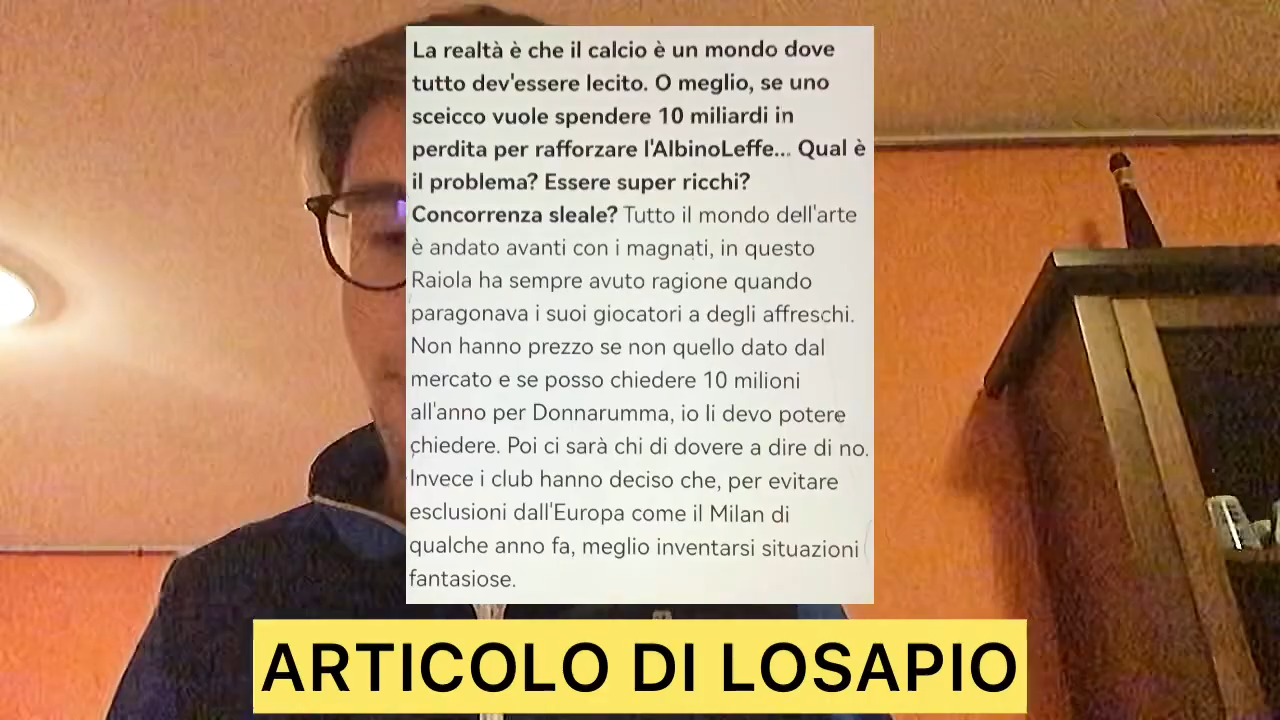 La realtà è che il calcio è un mondo dove
tutto dev'essere lecito. O meglio, se uno
sceicco vuole spendere 10 miliardi in
perdita per rafforzare l'AlbinoLeffe... Qual è
il problema? Essere super ricchi?
Concorrenza sleale? Tutto il mondo dell'arte
è andato avanti con i magnati, in questo
Raiola ha sempre avuto ragione quando
paragonava i suoi giocatori a degli affreschi.
Non hanno prezzo se non quello dato dal
mercato e se posso chiedere 10 milioni
all'anno per Donnarumma, io li devo potere
chiedere. Poi ci sarà chi di dovere a dire di no.
Invece i club hanno deciso che, per evitare
esclusioni dall'Europa come il Milan di
qualche anno fa, meglio inventarsi situazioni
fantasiose.
ARTICOLO DI LOSAPIO